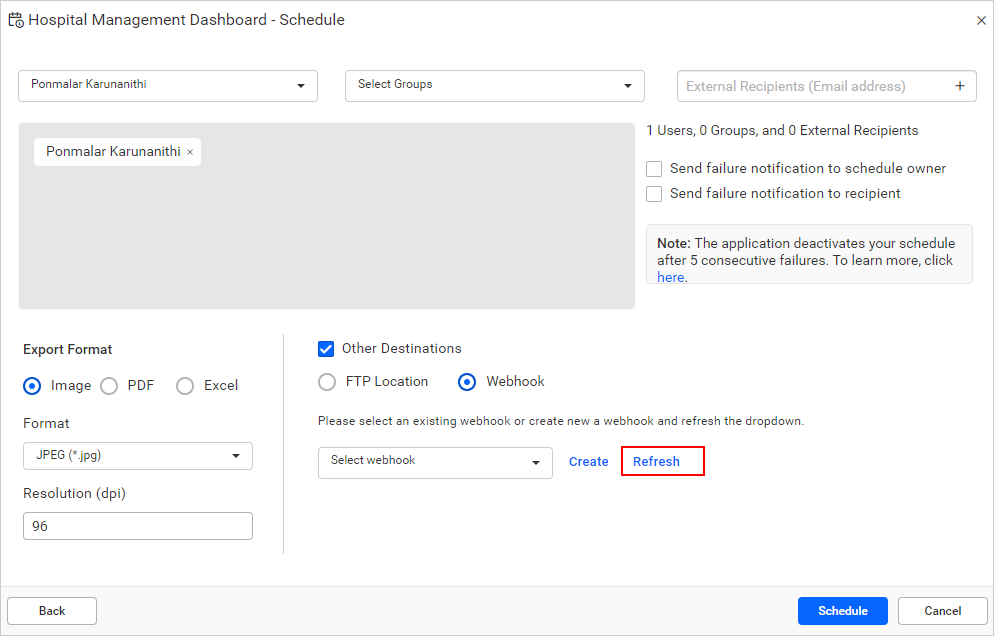 Hospital Management Dashboard - Schedule
Ponmalar Karunanithi
Select Groups
External Recipients (Email address) +
Ponmalar Karunanithi ×
1 Users, 0 Groups, and 0 External Recipients
Send failure notification to schedule owner
Send failure notification to recipient
Note: The application deactivates your schedule
after 5 consecutive failures. To learn more, click
here.
Export Format
Image PDF Excel
Format
JPEG (*.jpg)
Resolution (dpi)
96
Other Destinations
FTP Location Webhook
Please select an existing webhook or create new a webhook and refresh the dropdown.
Select webhook Create Refresh
Back Schedule Cancel